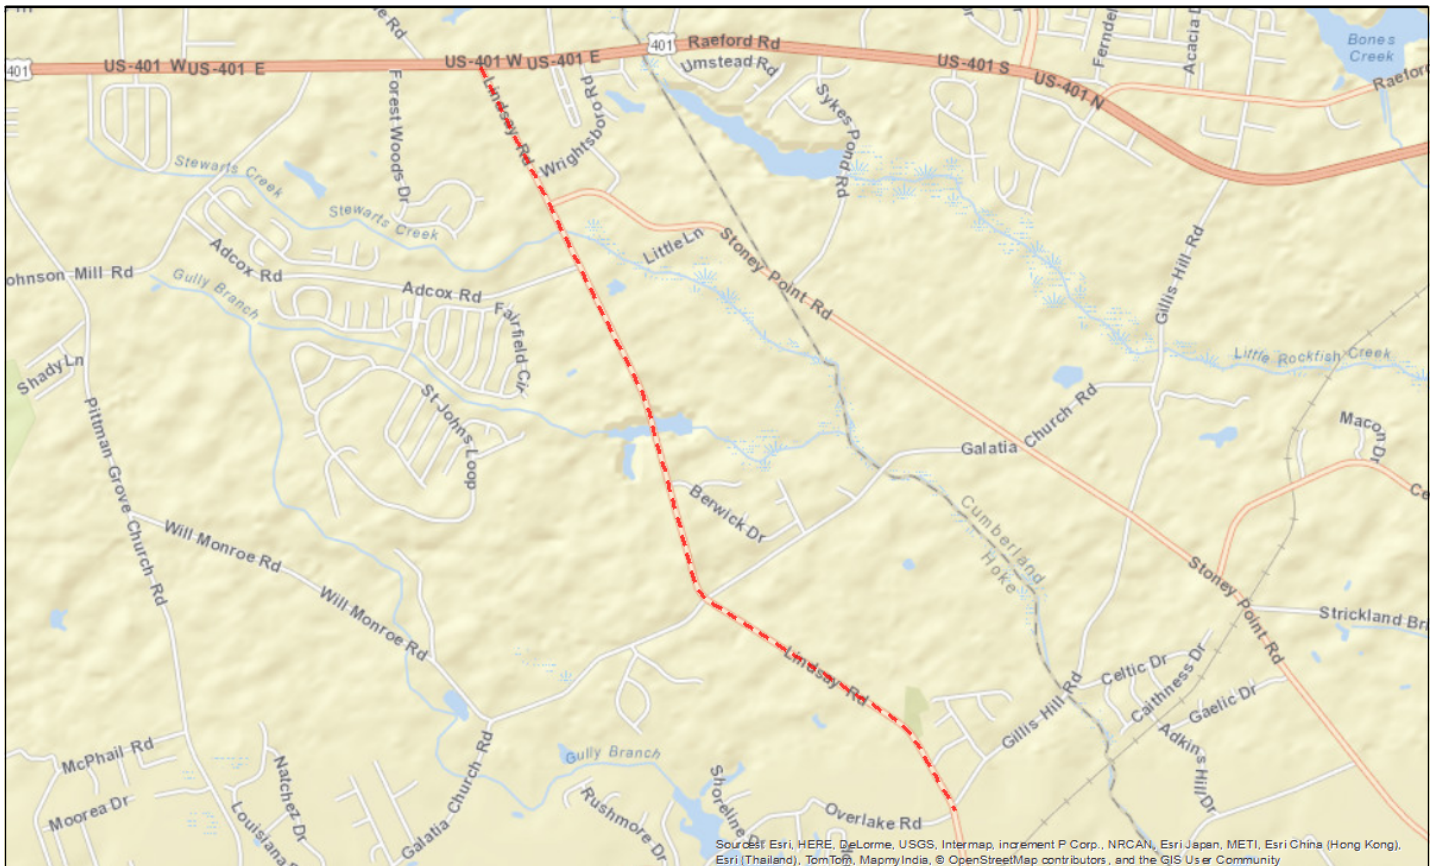 401
US-401 W
US-401 E
US-401 W
US-401 E
401
Raeford Rd
US-401 S
US-401 N
Raeford
Bones
Creek
Umstead Rd
Acacia
Lindsay Rd
Forest Woods Dr
Wrightsboro Rd
Sykes Pond Rd
Stewarts Creek
Stewarts Creek
Adcox Rd
Adcox Rd
Little Ln
Stoney Point Rd
Gillis Hill Rd
ohnson Mill Rd
Gully Branch
Fairfield Cir
Little Rockfish Creek
Shady Ln
Pittman Grove Church Rd
St Johns Loop
Galatia Church Rd
Macon Dr
Berwick Dr
Cumberland
Hoke
Will Monroe Rd
Will Monroe Rd
Stoney Point Rd
Strickland Br
Lindsay Rd
Celtic Dr
Caithness Dr
Gaelic Dr
Gillis Hill Rd
Adkins Hill Dr
McPhail Rd
Natchez Dr
Moorea Dr
Louisiana
Galatia Church Rd
Gully Branch
Rushmore Dr
Shoreline Dr
Overlake Rd
Sources: Esri, HERE, DeLorme, USGS, Intermap, increment P Corp., NRCAN, Esri Japan, METI, Esri China (Hong Kong),
Esri (Thailand), TomTom, MapmyIndia, © OpenStreetMap contributors, and the GIS User Community